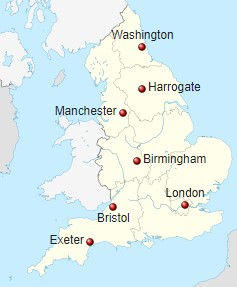 Washington
Harrogate
Manchester
Birmingham
London
Bristol
Exeter